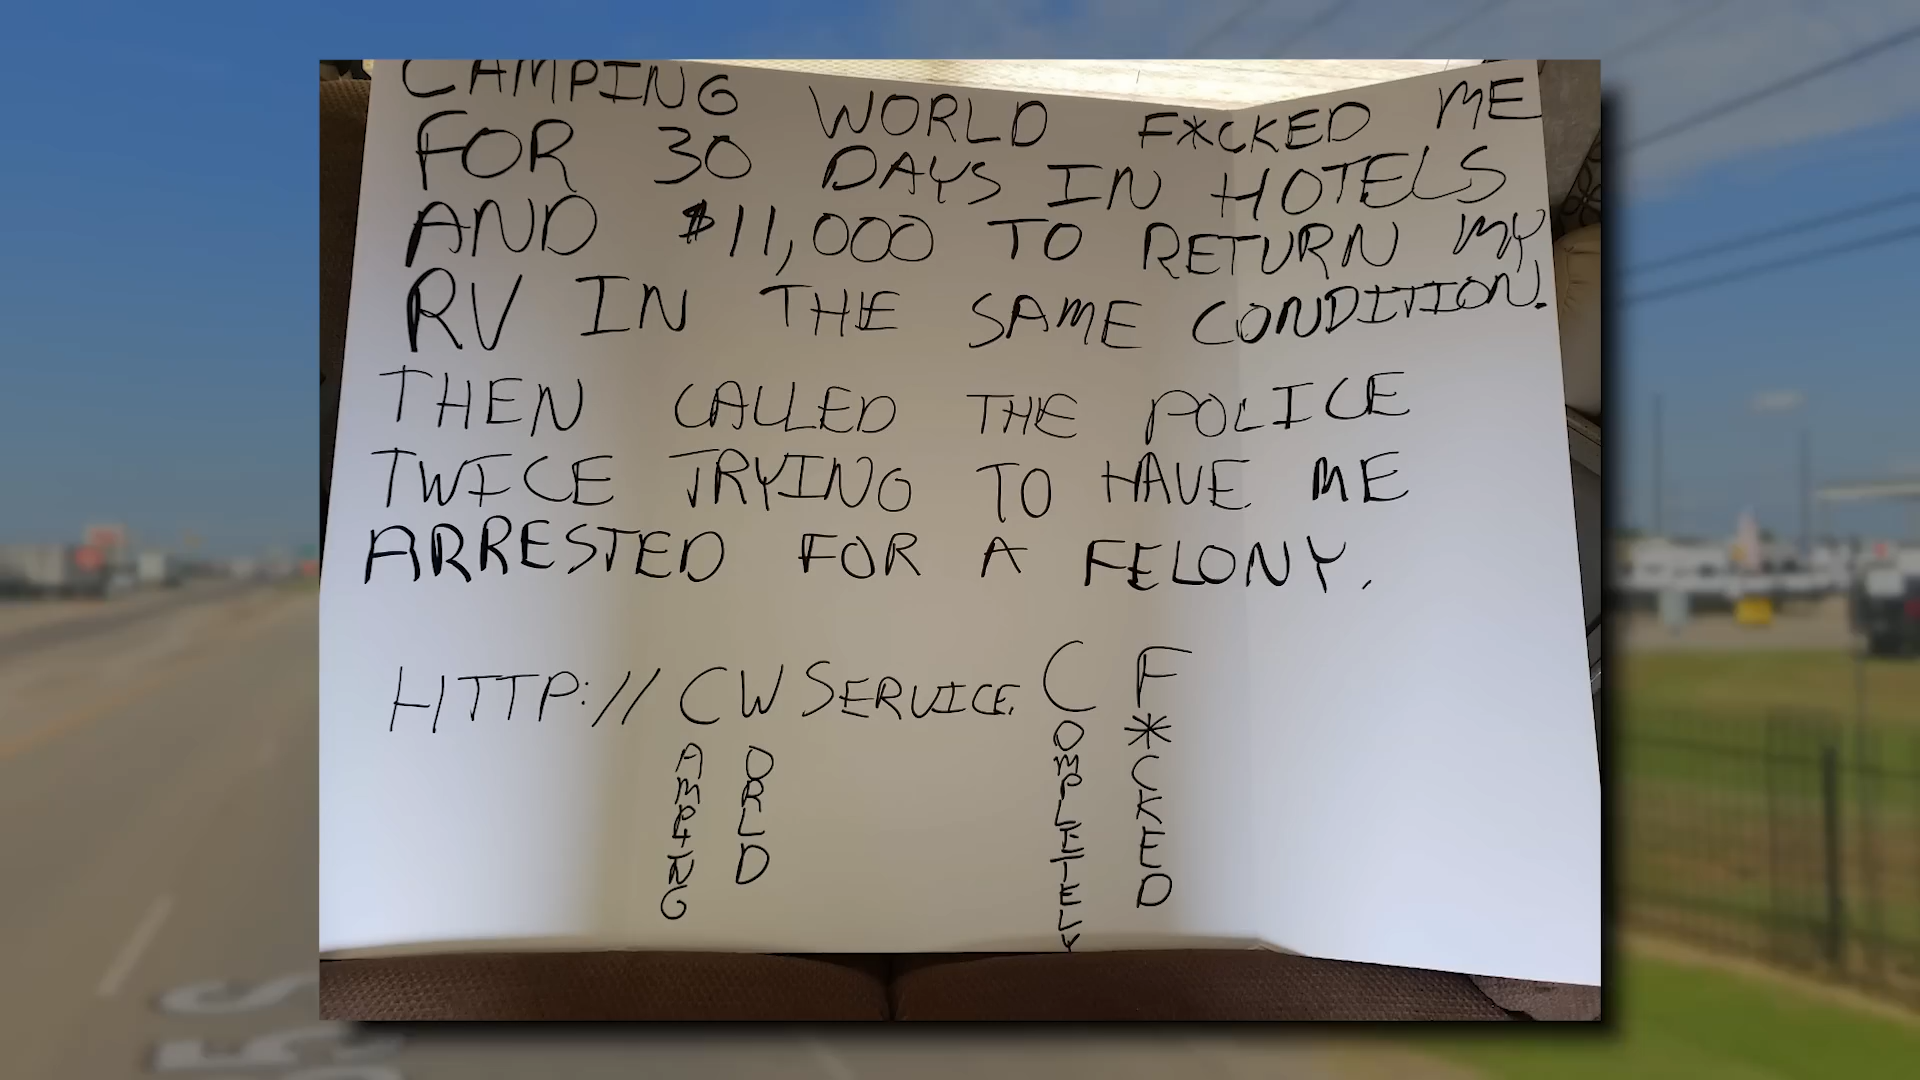 CAMPING WORLD F*CKED ME
FOR 30 DAYS IN HOTELS
AND $11,000 TO RETURN MY
RV IN THE SAME CONDITION.
THEN CALLED THE POLICE
TWICE TRYING TO HAVE ME
ARRESTED FOR A FELONY.
HTTP://CWSERVICE.CF
AMPING
ORLD
OMPLETELY
*CKED